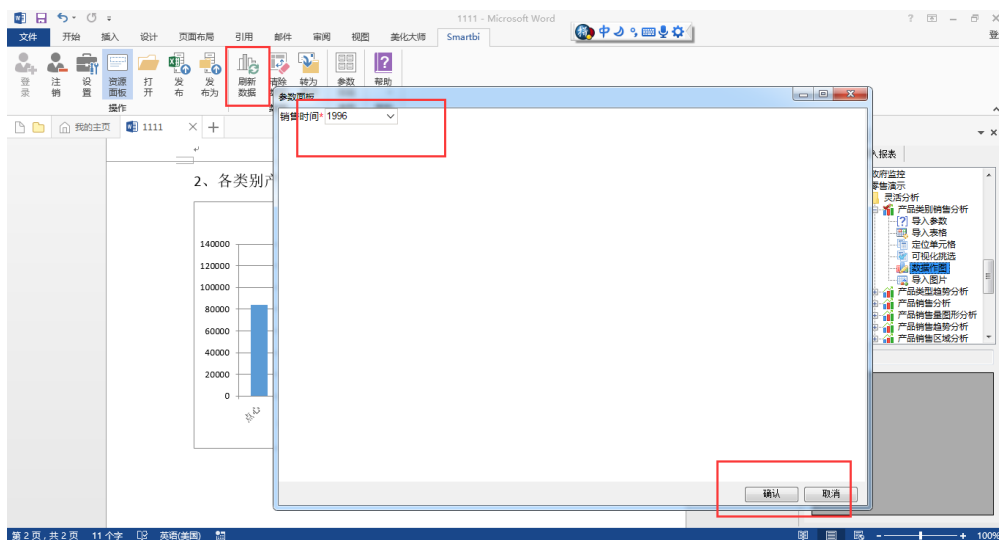 1111 - Microsoft Word
文件 开始 插入 设计 页面布局 引用 邮件 审阅 视图 美化大师 Smartbi
登录 注销 设置 资源面板 打开 发布 发布为 刷新数据 清除 转为 参数 帮助
操作
参数面板
销售时间* 1996
我的主页 1111
入报表
2、各类别产
政府监控
零售演示
灵活分析
产品类别销售分析
导入参数
导入表格
定位单元格
可视化挑选
数据作图
导入图片
产品类型趋势分析
产品销售分析
产品销售量图形分析
产品销售趋势分析
产品销售区域分析
140000
120000
100000
80000
60000
40000
20000
0
点心
确认 取消
第 2 页，共 2 页 11 个字 英语(美国) 100%